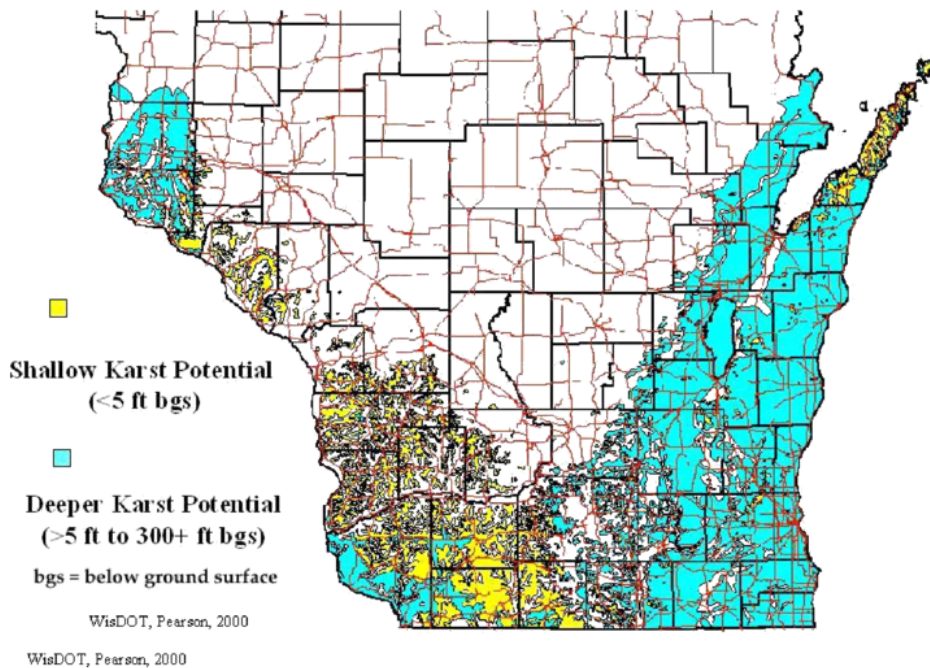 Shallow Karst Potential
(<5 ft bgs)
Deeper Karst Potential
(>5 ft to 300+ ft bgs)
bgs = below ground surface
WisDOT, Pearson, 2000
WisDOT, Pearson, 2000